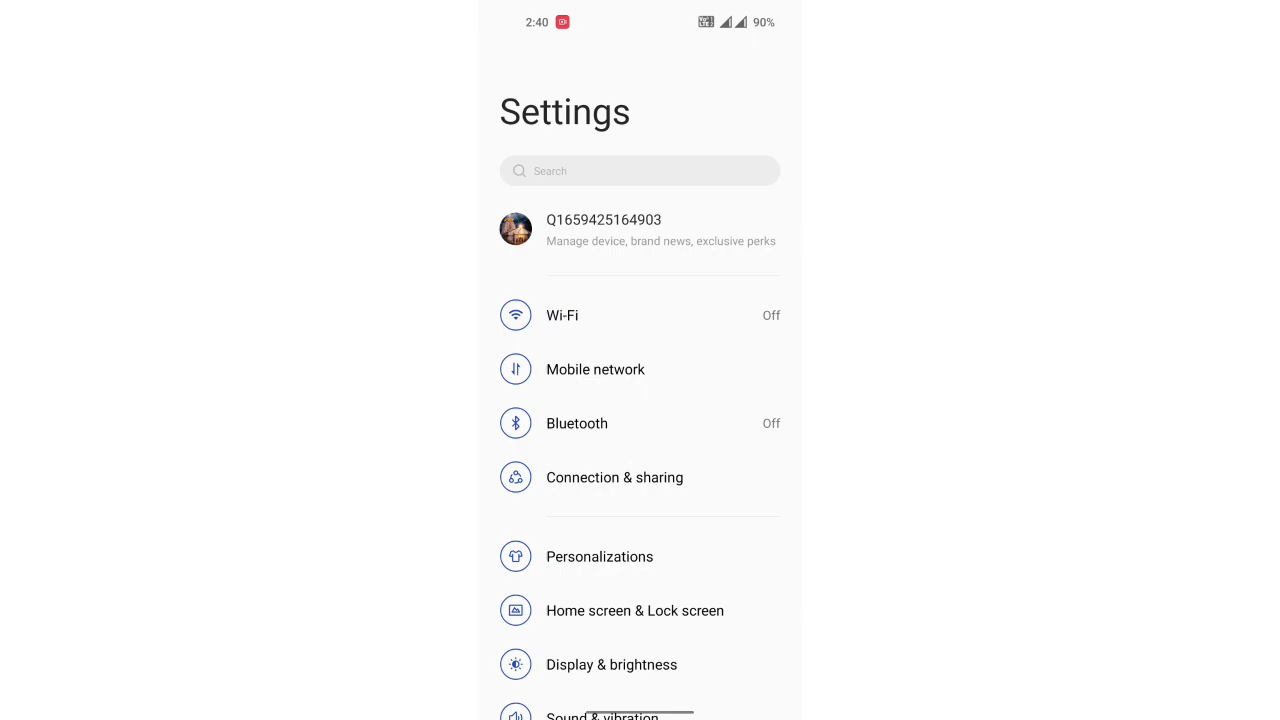 2:40 90%
Settings
Search
Q1659425164903
Manage device, brand news, exclusive perks
Wi-Fi Off
Mobile network
Bluetooth Off
Connection & sharing
Personalizations
Home screen & Lock screen
Display & brightness
Sound & vibration